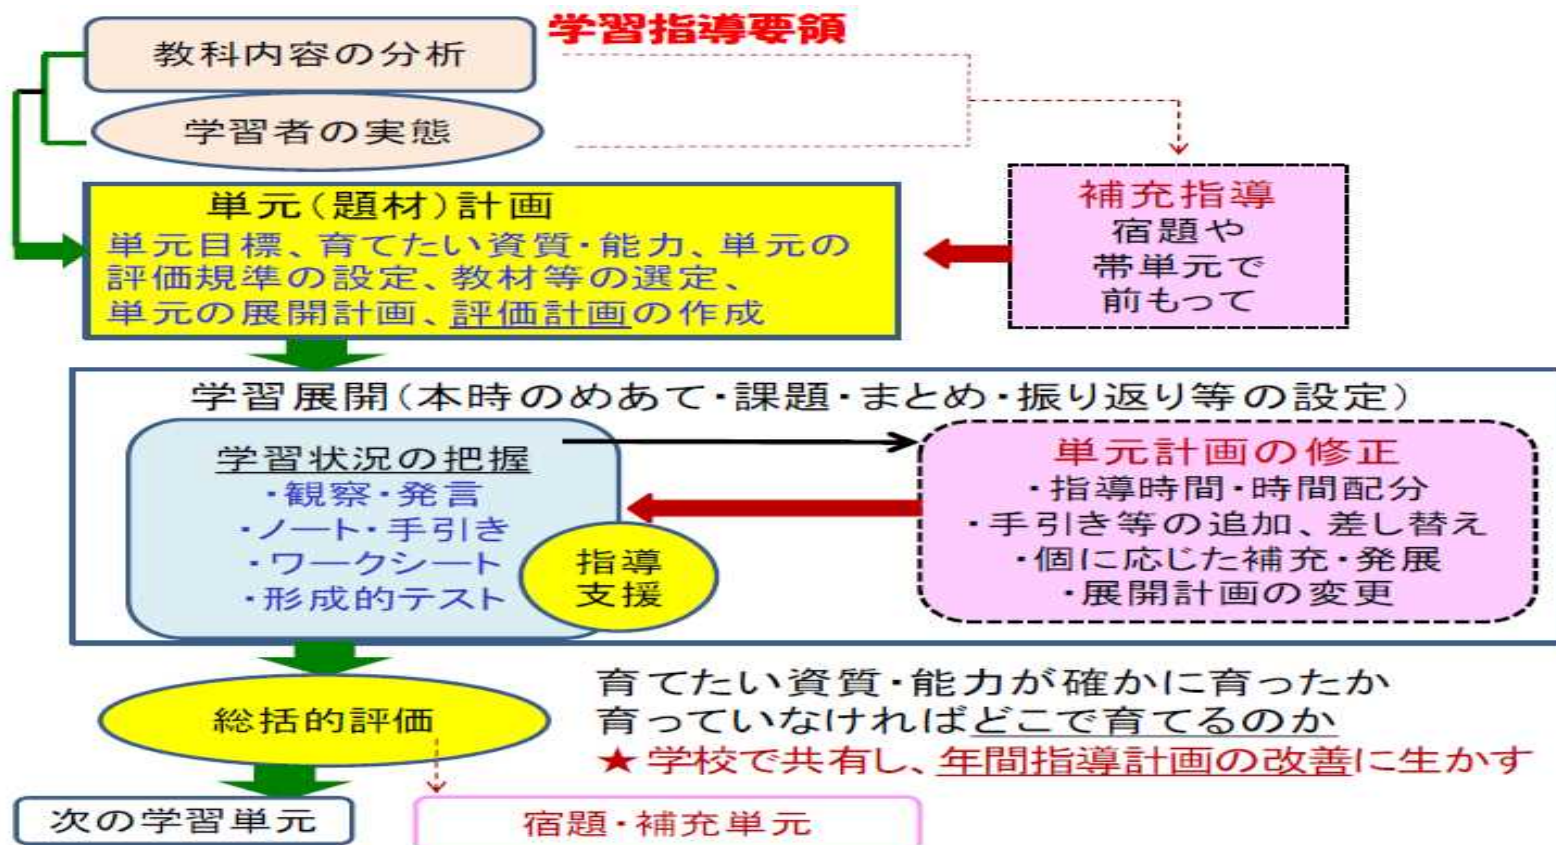 学習指導要領
教科内容の分析
学習者の実態
単元(題材)計画
単元目標、育てたい資質・能力、単元の
評価規準の設定、教材等の選定、
単元の展開計画、評価計画の作成
補充指導
宿題や
帯単元で
前もって
学習展開(本時のめあて・課題・まとめ・振り返り等の設定)
学習状況の把握
・観察・発言
・ノート・手引き
・ワークシート
・形成的テスト
指導
支援
単元計画の修正
・指導時間・時間配分
・手引き等の追加、差し替え
・個に応じた補充・発展
・展開計画の変更
総括的評価
育てたい資質・能力が確かに育ったか
育っていなければどこで育てるのか
★学校で共有し、年間指導計画の改善に生かす
次の学習単元
宿題・補充単元